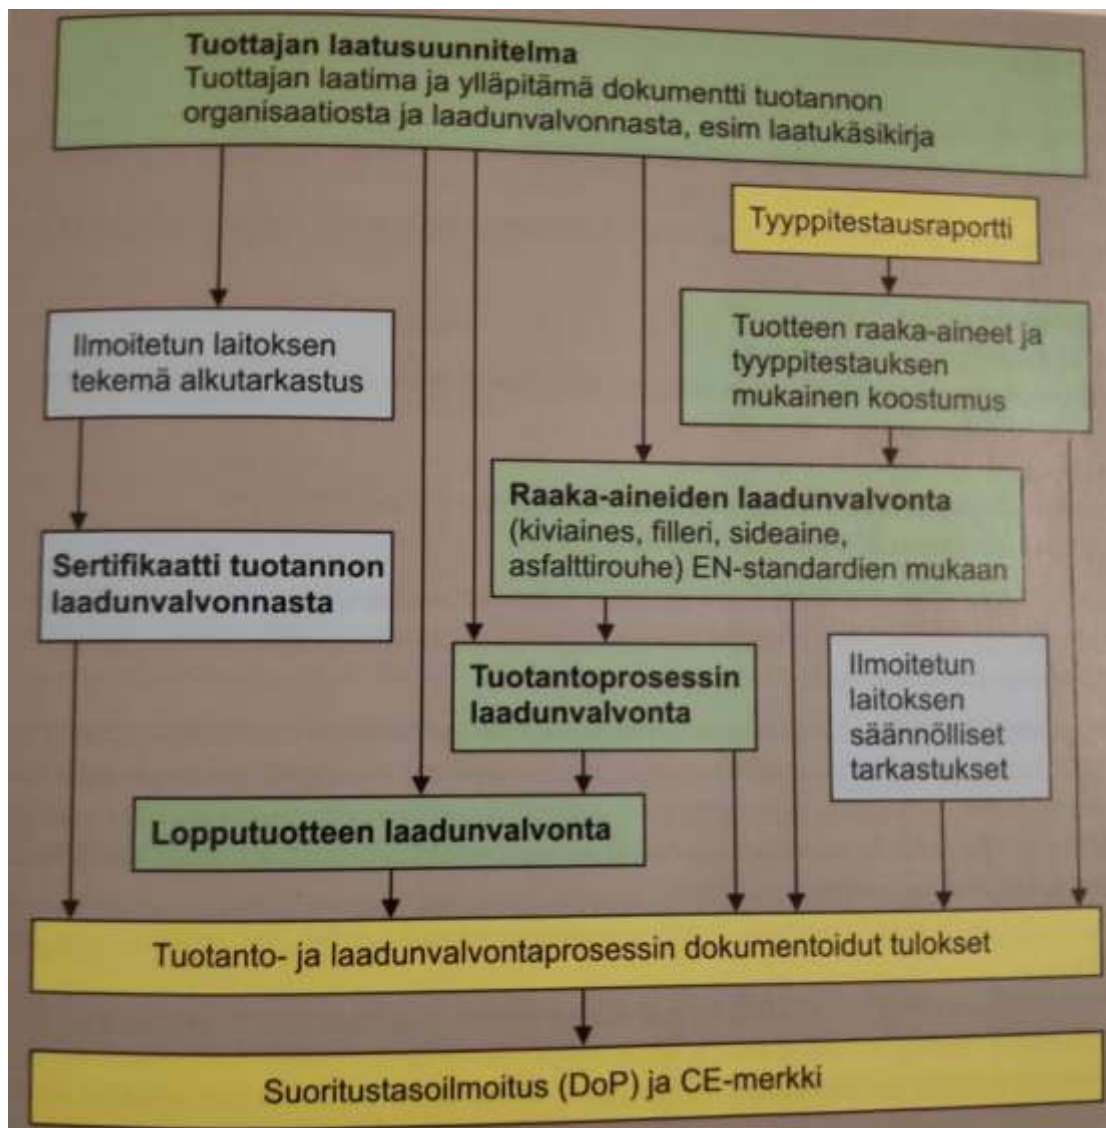 Tuottajan laatusuunnitelma
Tuottajan laatima ja ylläpitämä dokumentti tuotannon
organisaatiosta ja laadunvalvonnasta, esim laatukäsikirja
Tyyppitestausraportti
Ilmoitetun laitoksen
tekemä alkutarkastus
Tuotteen raaka-aineet ja
tyyppitestauksen
mukainen koostumus
Raaka-aineiden laadunvalvonta
(kiviaines, filleri, sideaine,
asfalttirouhe) EN-standardien mukaan
Sertifikaatti tuotannon
laadunvalvonnasta
Tuotantoprosessin
laadunvalvonta
Ilmoitetun
laitoksen
säännölliset
tarkastukset
Lopputuotteen laadunvalvonta
Tuotanto- ja laadunvalvontaprosessin dokumentoidut tulokset
Suoritustasoilmoitus (DoP) ja CE-merkki